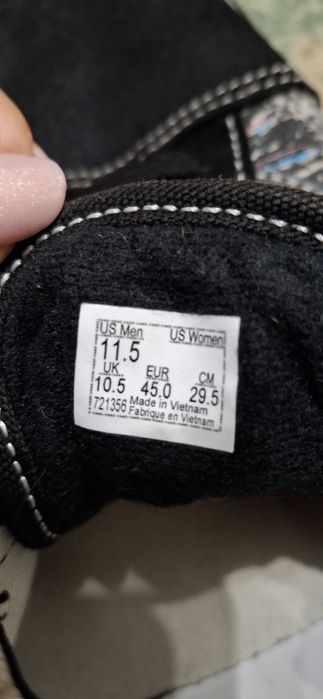 US Men US Women
11.5
UK EUR CM
10.5 45.0 29.5
721356 Made in Vietnam
Fabrique en Vietnam